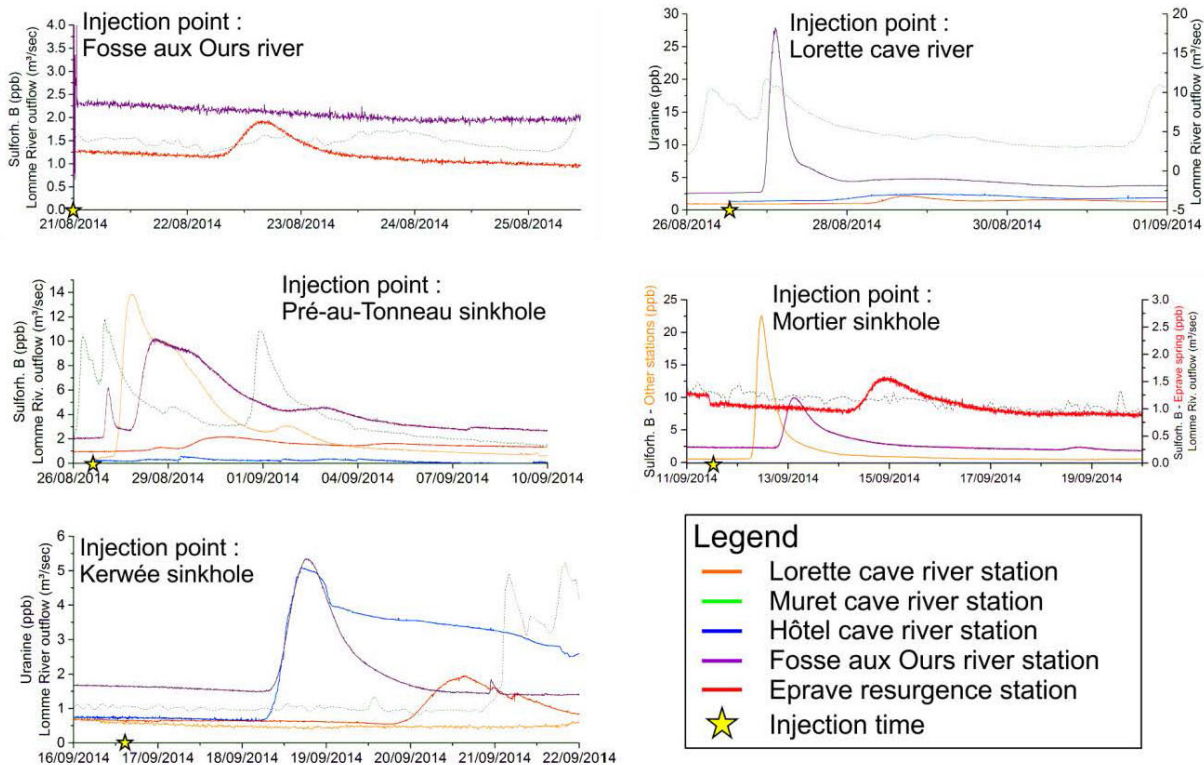 Injection point :
Fosse aux Ours river
Sulforh. B (ppb)
Lomme River outflow (m³/sec)
4.0
3.5
3.0
2.5
2.0
1.5
1.0
0.5
0.0
21/08/2014 22/08/2014 23/08/2014 24/08/2014 25/08/2014
Injection point :
Lorette cave river
Uranine (ppb)
30
25
20
15
10
5
0
20
15
10
5
0
-5
Lomme River outflow (m³/sec)
26/08/2014 28/08/2014 30/08/2014 01/09/2014
Injection point :
Pré-au-Tonneau sinkhole
Sulforh. B (ppb)
Lomme Riv. outflow (m³/sec)
14
12
10
8
6
4
2
0
26/08/2014 29/08/2014 01/09/2014 04/09/2014 07/09/2014 10/09/2014
Injection point :
Mortier sinkhole
Sulforh. B - Other stations (ppb)
25
20
15
10
5
0
3.0
2.5
2.0
1.5
1.0
0.5
0.0
Sulforh. B - Eprave spring (ppb)
Lomme Riv. outflow (m³/sec)
11/09/2014 13/09/2014 15/09/2014 17/09/2014 19/09/2014
Injection point :
Kerwée sinkhole
Uranine (ppb)
Lomme River outflow (m³/sec)
6
5
4
3
2
1
0
16/09/2014 17/09/2014 18/09/2014 19/09/2014 20/09/2014 21/09/2014 22/09/2014
Legend
Lorette cave river station
Muret cave river station
Hôtel cave river station
Fosse aux Ours river station
Eprave resurgence station
Injection time